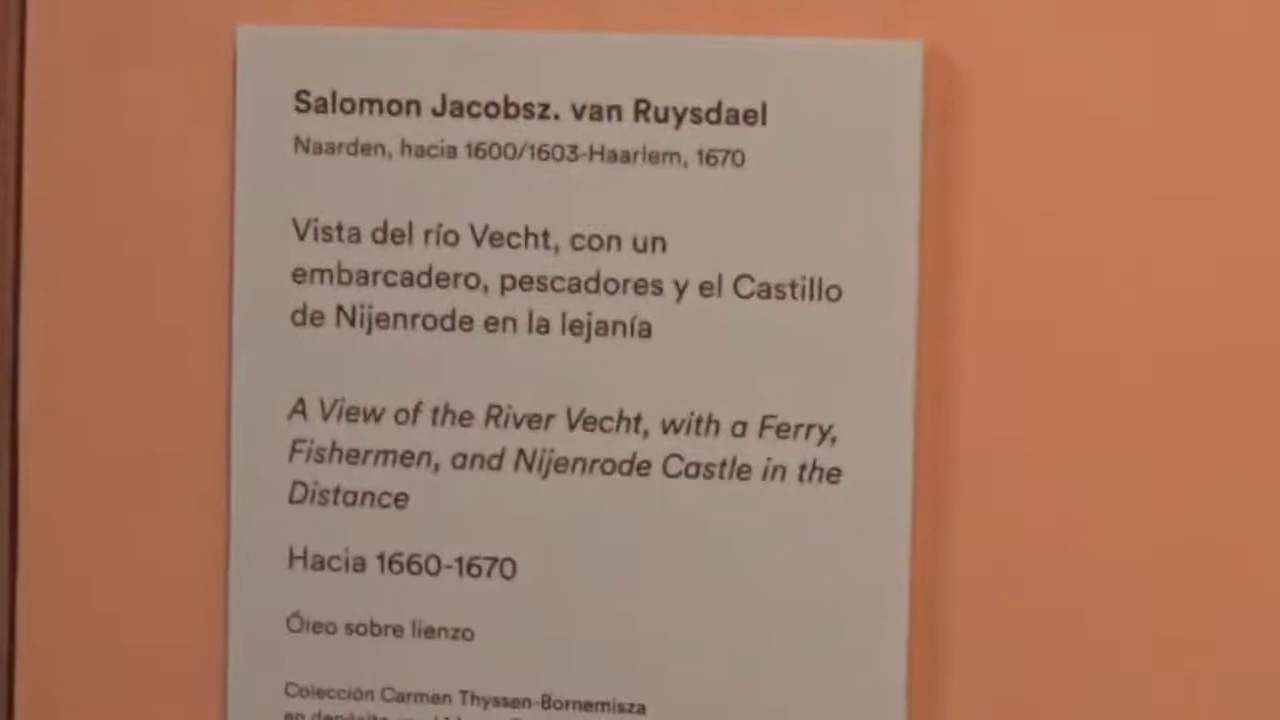 Salomon Jacobsz. van Ruysdael
Naarden, hacia 1600/1603-Haarlem, 1670
Vista del río Vecht, con un
embarcadero, pescadores y el Castillo
de Nijenrode en la lejanía
A View of the River Vecht, with a Ferry,
Fishermen, and Nijenrode Castle in the
Distance
Hacia 1660-1670
Óleo sobre lienzo
Colección Carmen Thyssen-Bornemisza
en depósito